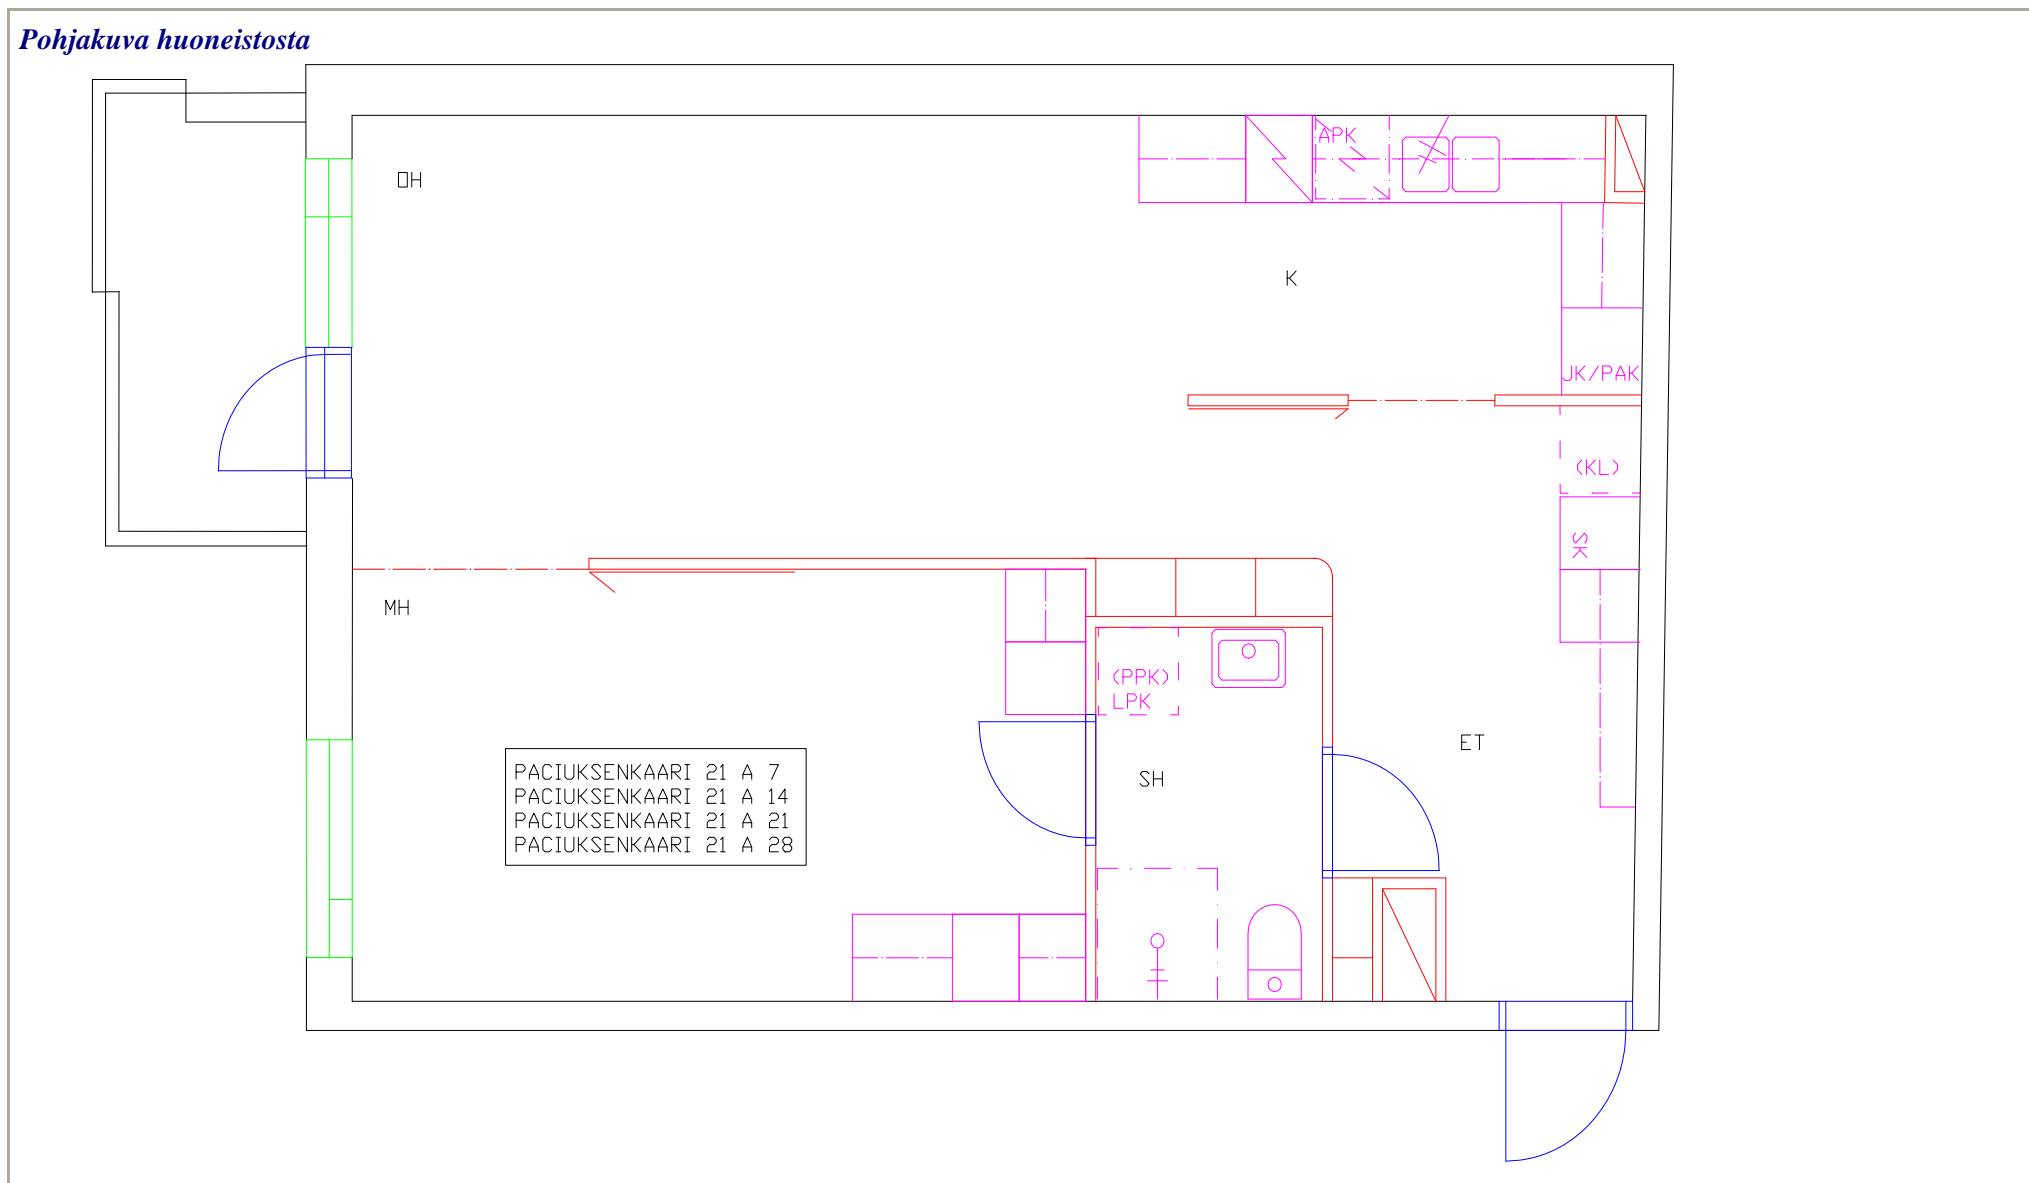 Pohjakuva huoneistosta
APK
OH
K
JK/PAK
(KL)
SK
MH
(PPK)
LPK
ET
SH
PACIUKSENKAARI 21 A 7
PACIUKSENKAARI 21 A 14
PACIUKSENKAARI 21 A 21
PACIUKSENKAARI 21 A 28